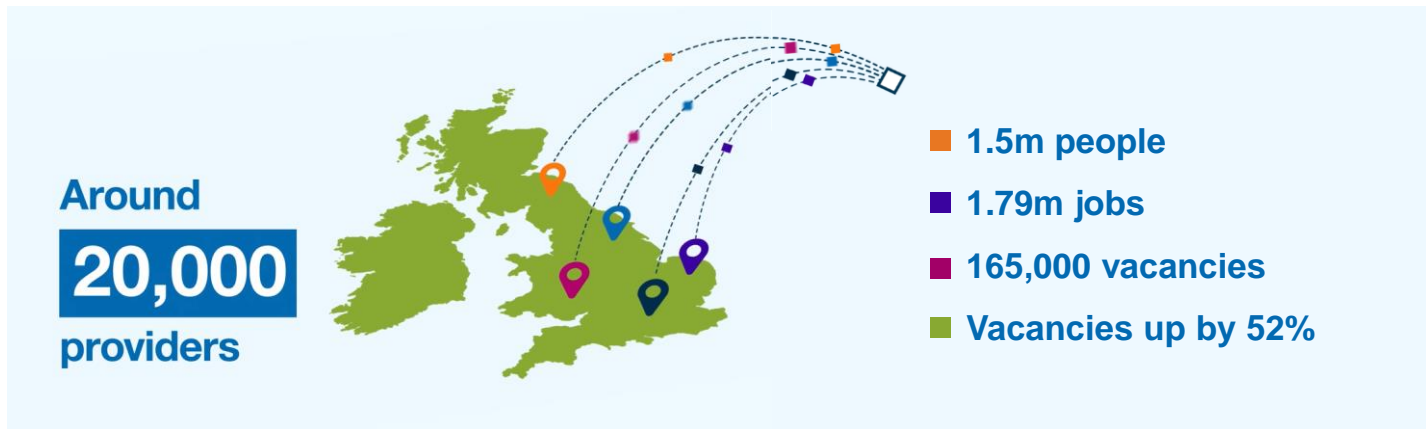 Around
20,000
providers
1.5m people
1.79m jobs
165,000 vacancies
Vacancies up by 52%